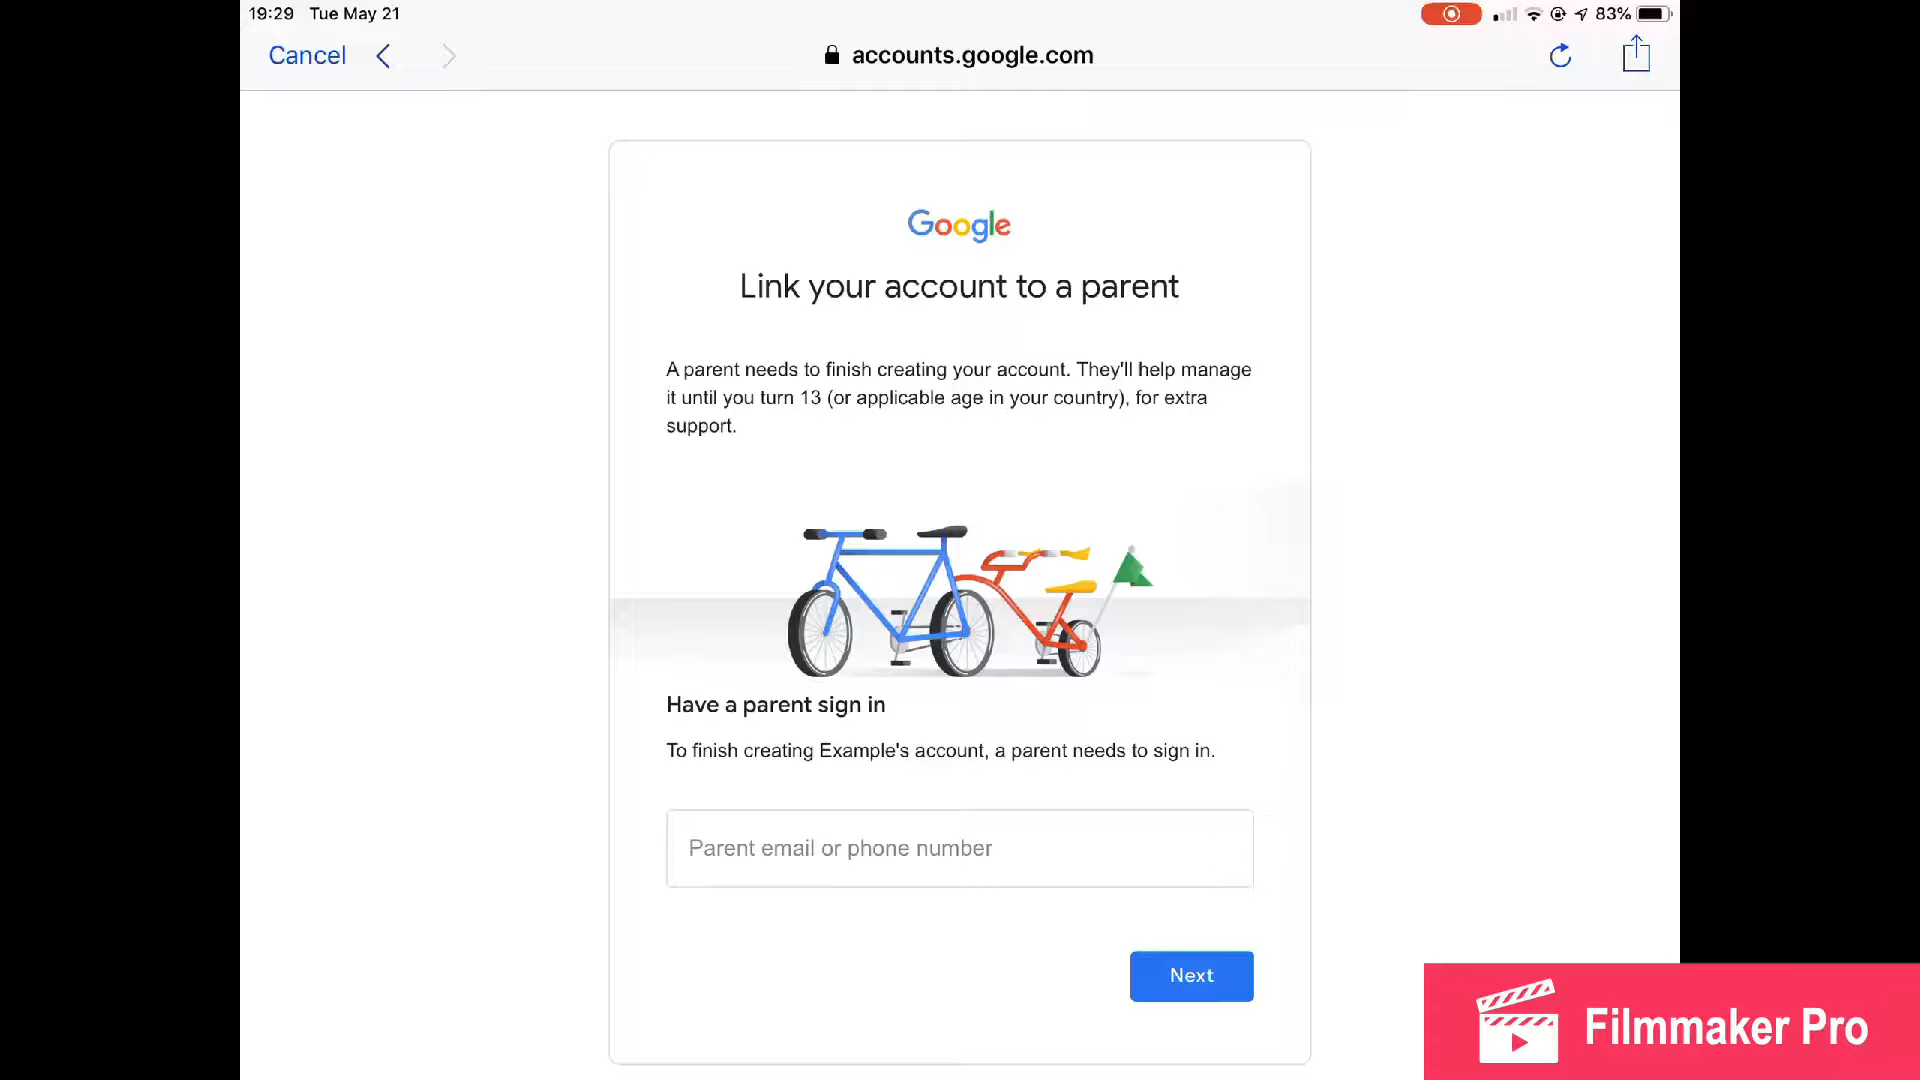 19:29 Tue May 21
83%
Cancel
accounts.google.com
Google
Link your account to a parent
A parent needs to finish creating your account. They'll help manage
it until you turn 13 (or applicable age in your country), for extra
support.
Have a parent sign in
To finish creating Example's account, a parent needs to sign in.
Parent email or phone number
Next
Filmmaker Pro